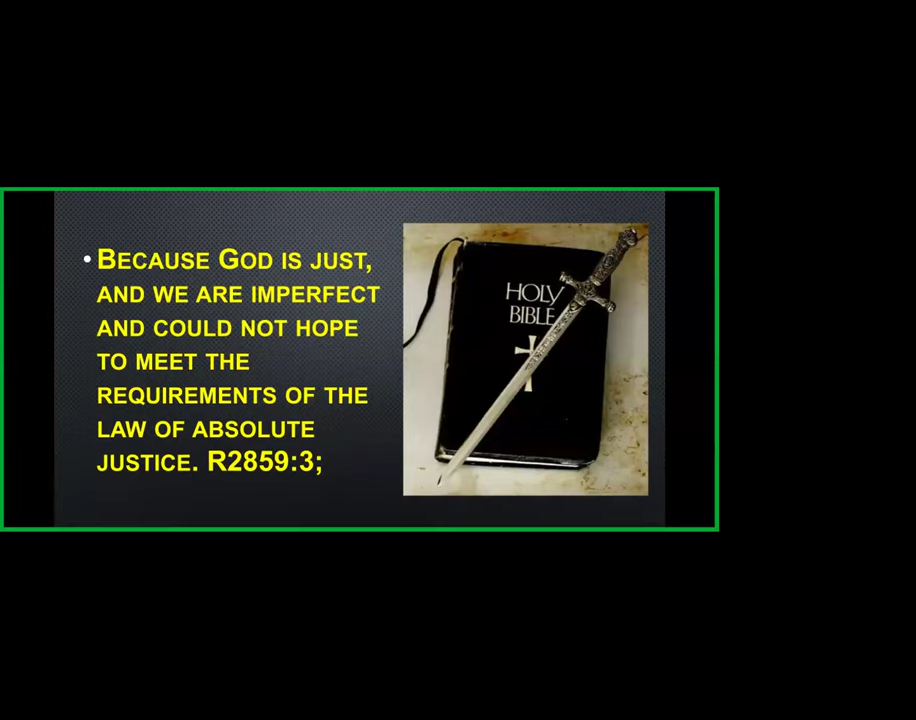 • BECAUSE GOD IS JUST,
AND WE ARE IMPERFECT
AND COULD NOT HOPE
TO MEET THE
REQUIREMENTS OF THE
LAW OF ABSOLUTE
JUSTICE. R2859:3;
HOLY
BIBLE